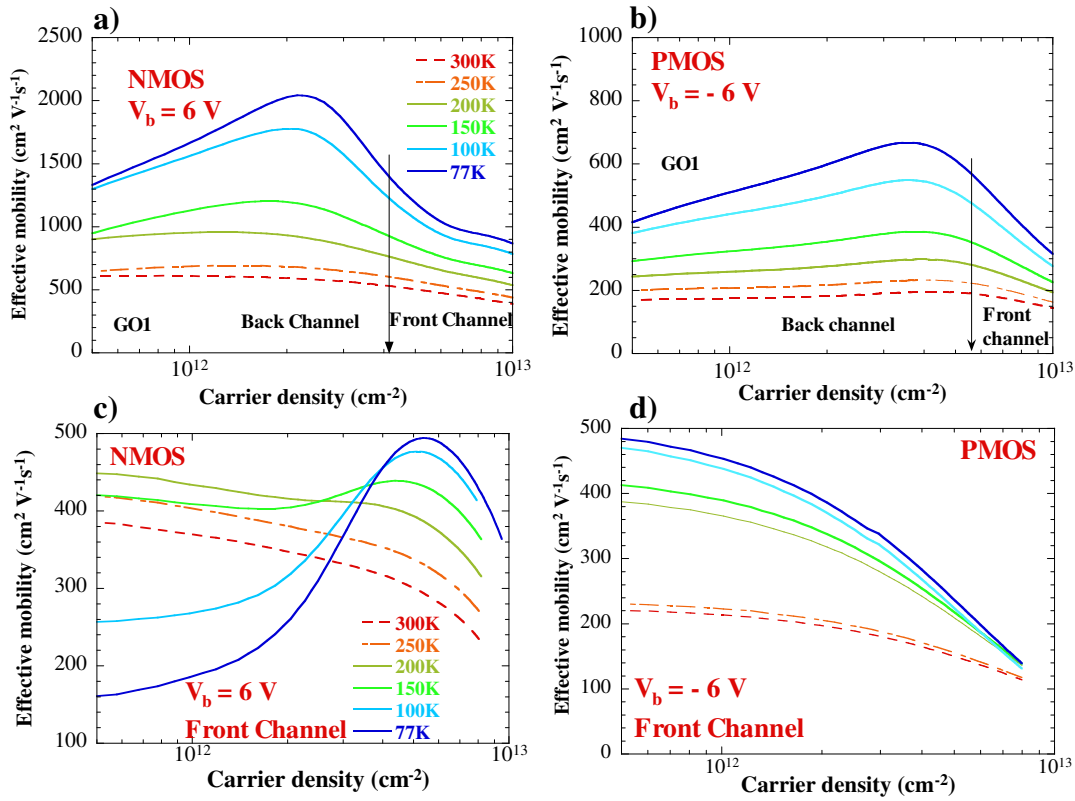 a)
2500
2000
1500
1000
500
0
Effective mobility (cm² V⁻¹s⁻¹)
NMOS
V_b = 6 V
300K
250K
200K
150K
100K
77K
GO1
Back Channel
Front Channel
10¹²
10¹³
Carrier density (cm⁻²)
b)
1000
800
600
400
200
0
Effective mobility (cm² V⁻¹s⁻¹)
PMOS
V_b = - 6 V
GO1
Back channel
Front
channel
10¹²
10¹³
Carrier density (cm⁻²)
c)
500
400
300
200
100
Effective mobility (cm² V⁻¹s⁻¹)
NMOS
300K
250K
200K
150K
100K
77K
V_b = 6 V
Front Channel
10¹²
10¹³
Carrier density (cm⁻²)
d)
500
400
300
200
100
0
Effective mobility (cm² V⁻¹s⁻¹)
PMOS
V_b = - 6 V
Front Channel
10¹²
10¹³
Carrier density (cm⁻²)